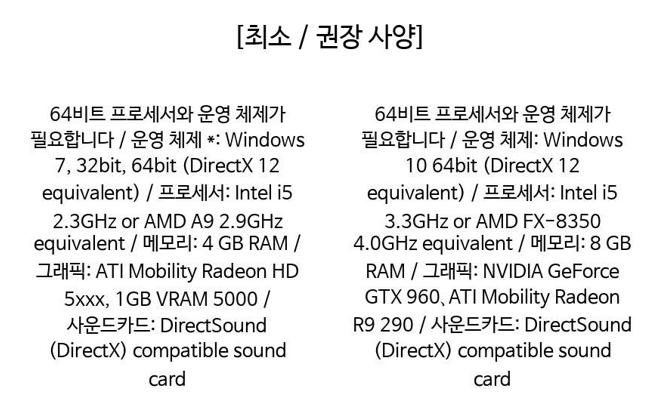 [최소 / 권장 사양]
64비트 프로세서와 운영 체제가
필요합니다 / 운영 체제 *: Windows
7, 32bit, 64bit (DirectX 12
equivalent) / 프로세서: Intel i5
2.3GHz or AMD A9 2.9GHz
equivalent / 메모리: 4 GB RAM /
그래픽: ATI Mobility Radeon HD
5xxx, 1GB VRAM 5000 /
사운드카드: DirectSound
(DirectX) compatible sound
card
64비트 프로세서와 운영 체제가
필요합니다 / 운영 체제: Windows
10 64bit (DirectX 12
equivalent) / 프로세서: Intel i5
3.3GHz or AMD FX-8350
4.0GHz equivalent / 메모리: 8 GB
RAM / 그래픽: NVIDIA GeForce
GTX 960, ATI Mobility Radeon
R9 290 / 사운드카드: DirectSound
(DirectX) compatible sound
card